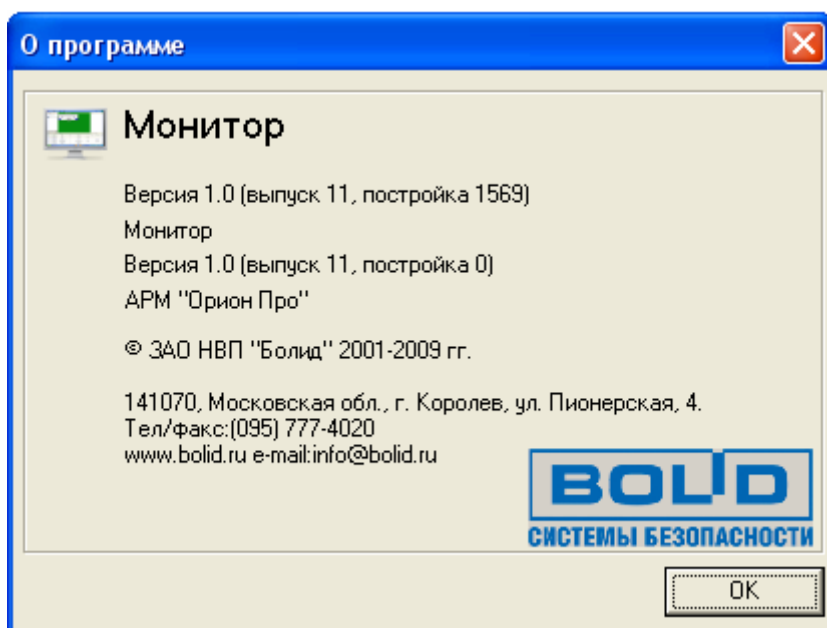 О программе
Монитор
Версия 1.0 (выпуск 11, постройка 1569)
Монитор
Версия 1.0 (выпуск 11, постройка 0)
АРМ "Орион Про"
© ЗАО НВП "Болид" 2001-2009 гг.
141070, Московская обл., г. Королев, ул. Пионерская, 4.
Тел/факс:(095) 777-4020
www.bolid.ru e-mail:info@bolid.ru
BOLID
СИСТЕМЫ БЕЗОПАСНОСТИ
OK